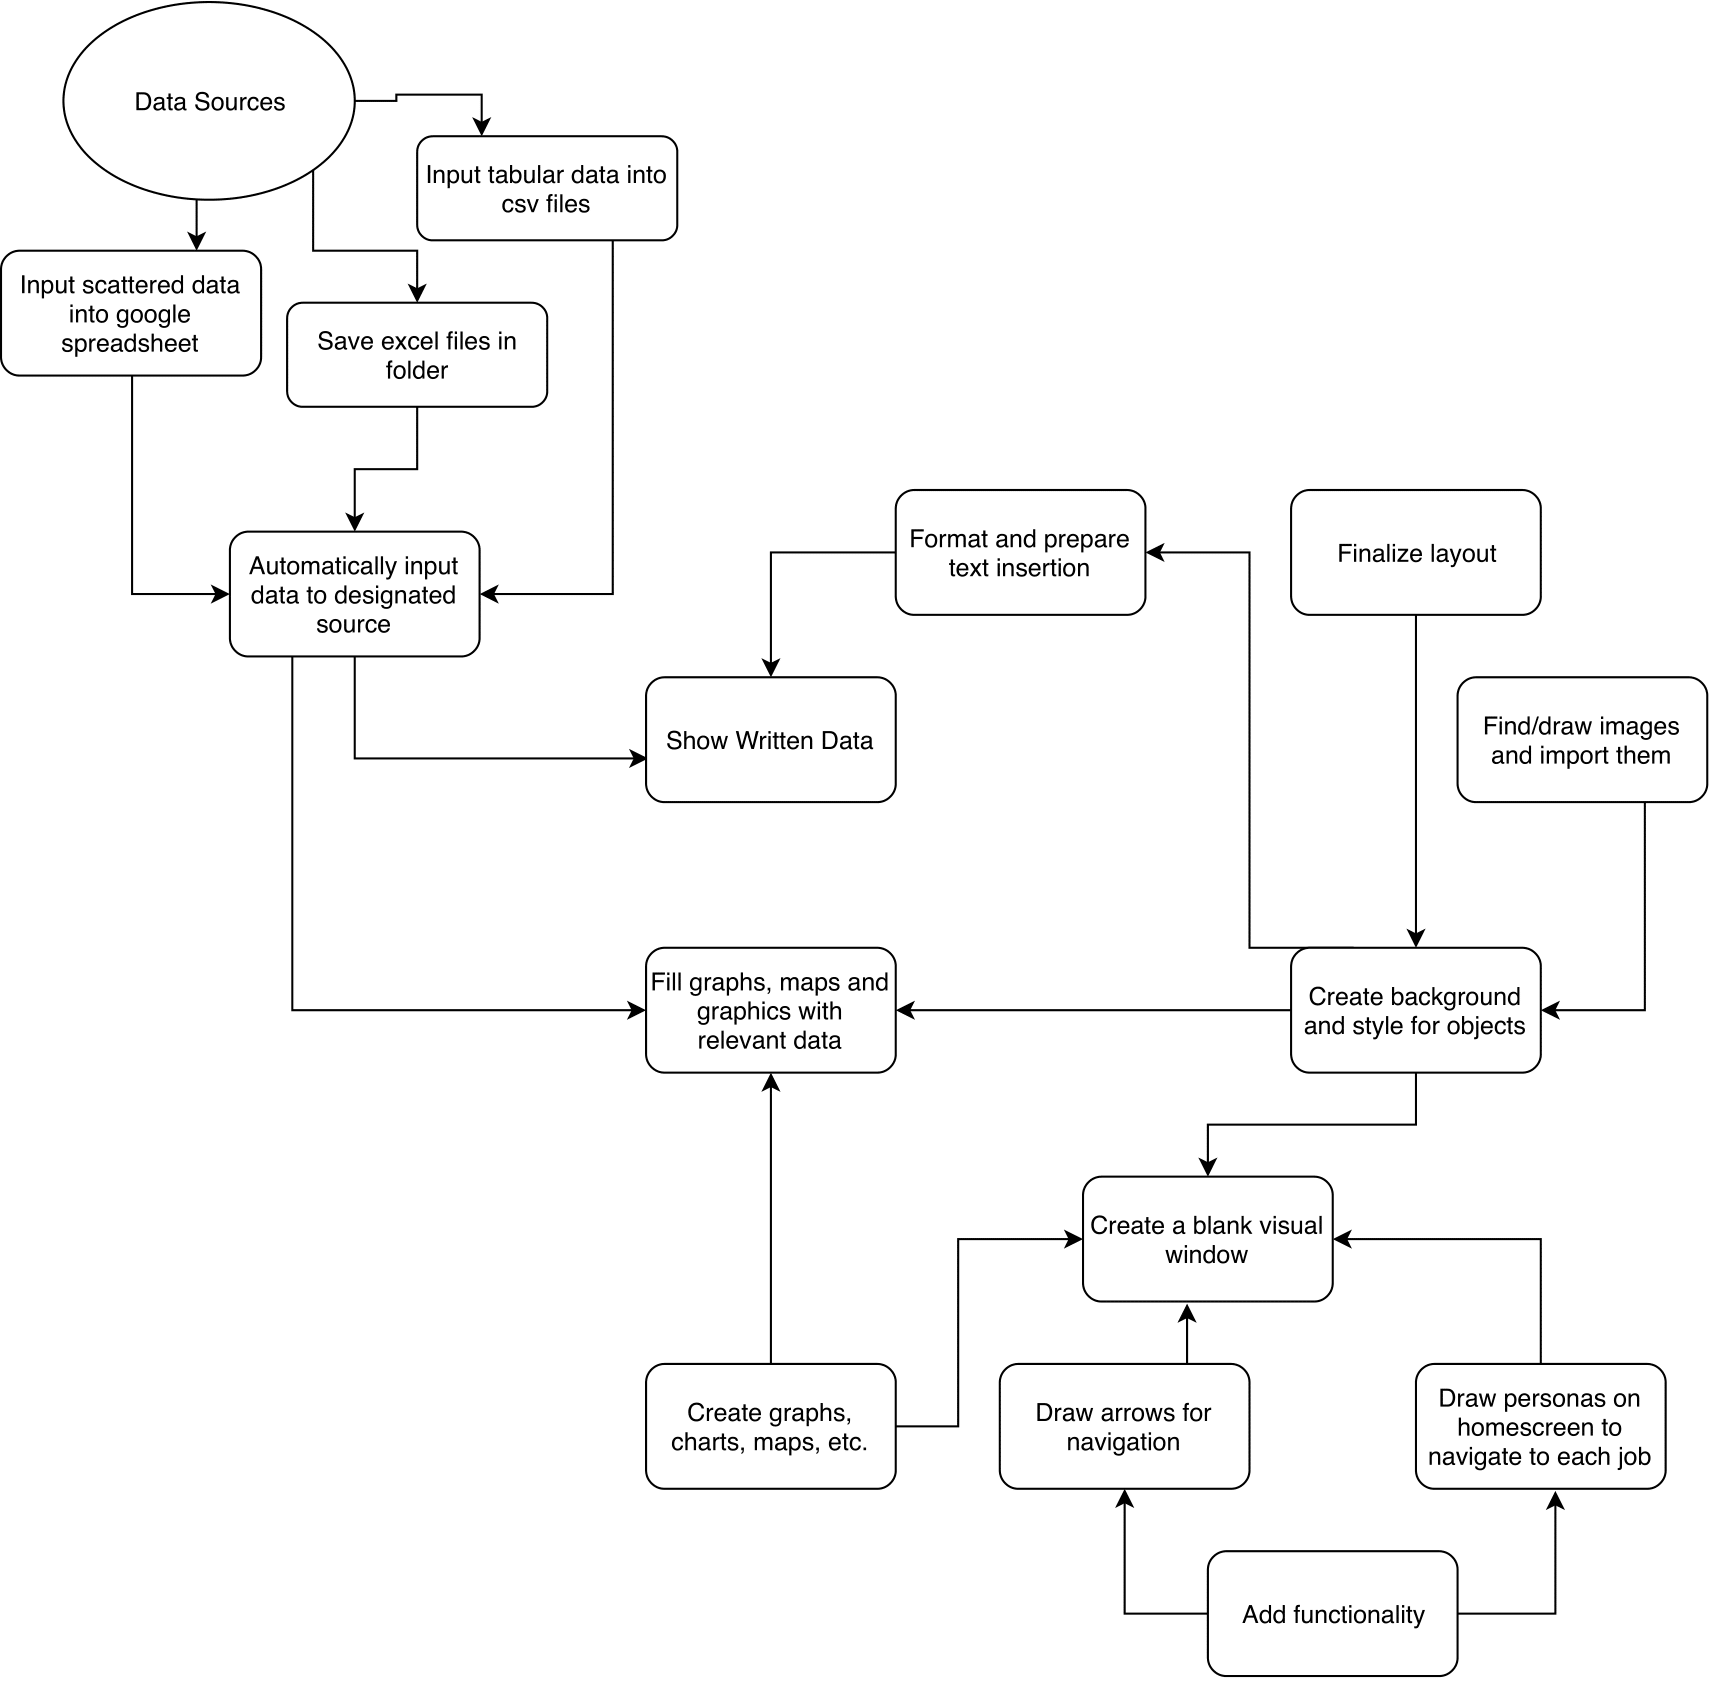 Data Sources
Input tabular data into
csv files
Input scattered data
into google
spreadsheet
Save excel files in
folder
Automatically input
data to designated
source
Format and prepare
text insertion
Finalize layout
Show Written Data
Find/draw images
and import them
Fill graphs, maps and
graphics with
relevant data
Create background
and style for objects
Create a blank visual
window
Create graphs,
charts, maps, etc.
Draw arrows for
navigation
Draw personas on
homescreen to
navigate to each job
Add functionality